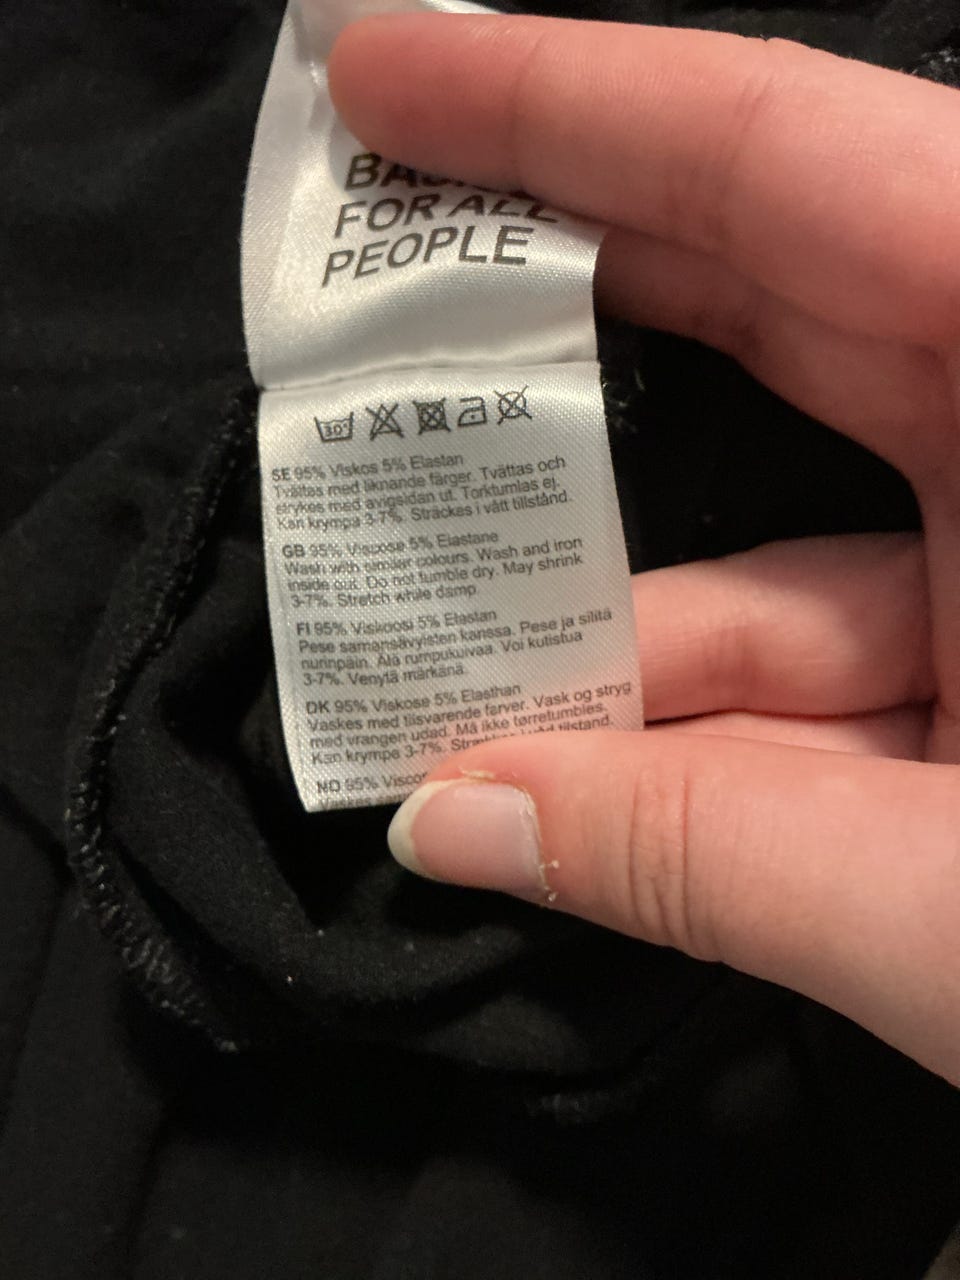 FOR ALL
PEOPLE
30°
SE 95% Viskos 5% Elastan
Tvättas med liknande färger. Tvättas och
strykes med avigsidan ut. Torktumlas ej.
Kan krympa 3-7%. Sträckes i vått tillstånd.
GB 95% Viscose 5% Elastane
Wash with similar colours. Wash and iron
inside out. Do not tumble dry. May shrink
3-7%. Stretch while damp
FI 95% Viskoosi 5% Elastan
Pese samansävyisten kanssa. Pese ja silitä
nurinpäin. Älä rumpukuivaa. Voi kutistua
3-7%. Venytä märkänä.
DK 95% Viskose 5% Elasthan
Vaskes med tilsvarende farver. Vask og stryg
med vrangen udad. Må ikke tørretumbles.
Kan krympe 3-7%. i våd tilstand.
NO 95%